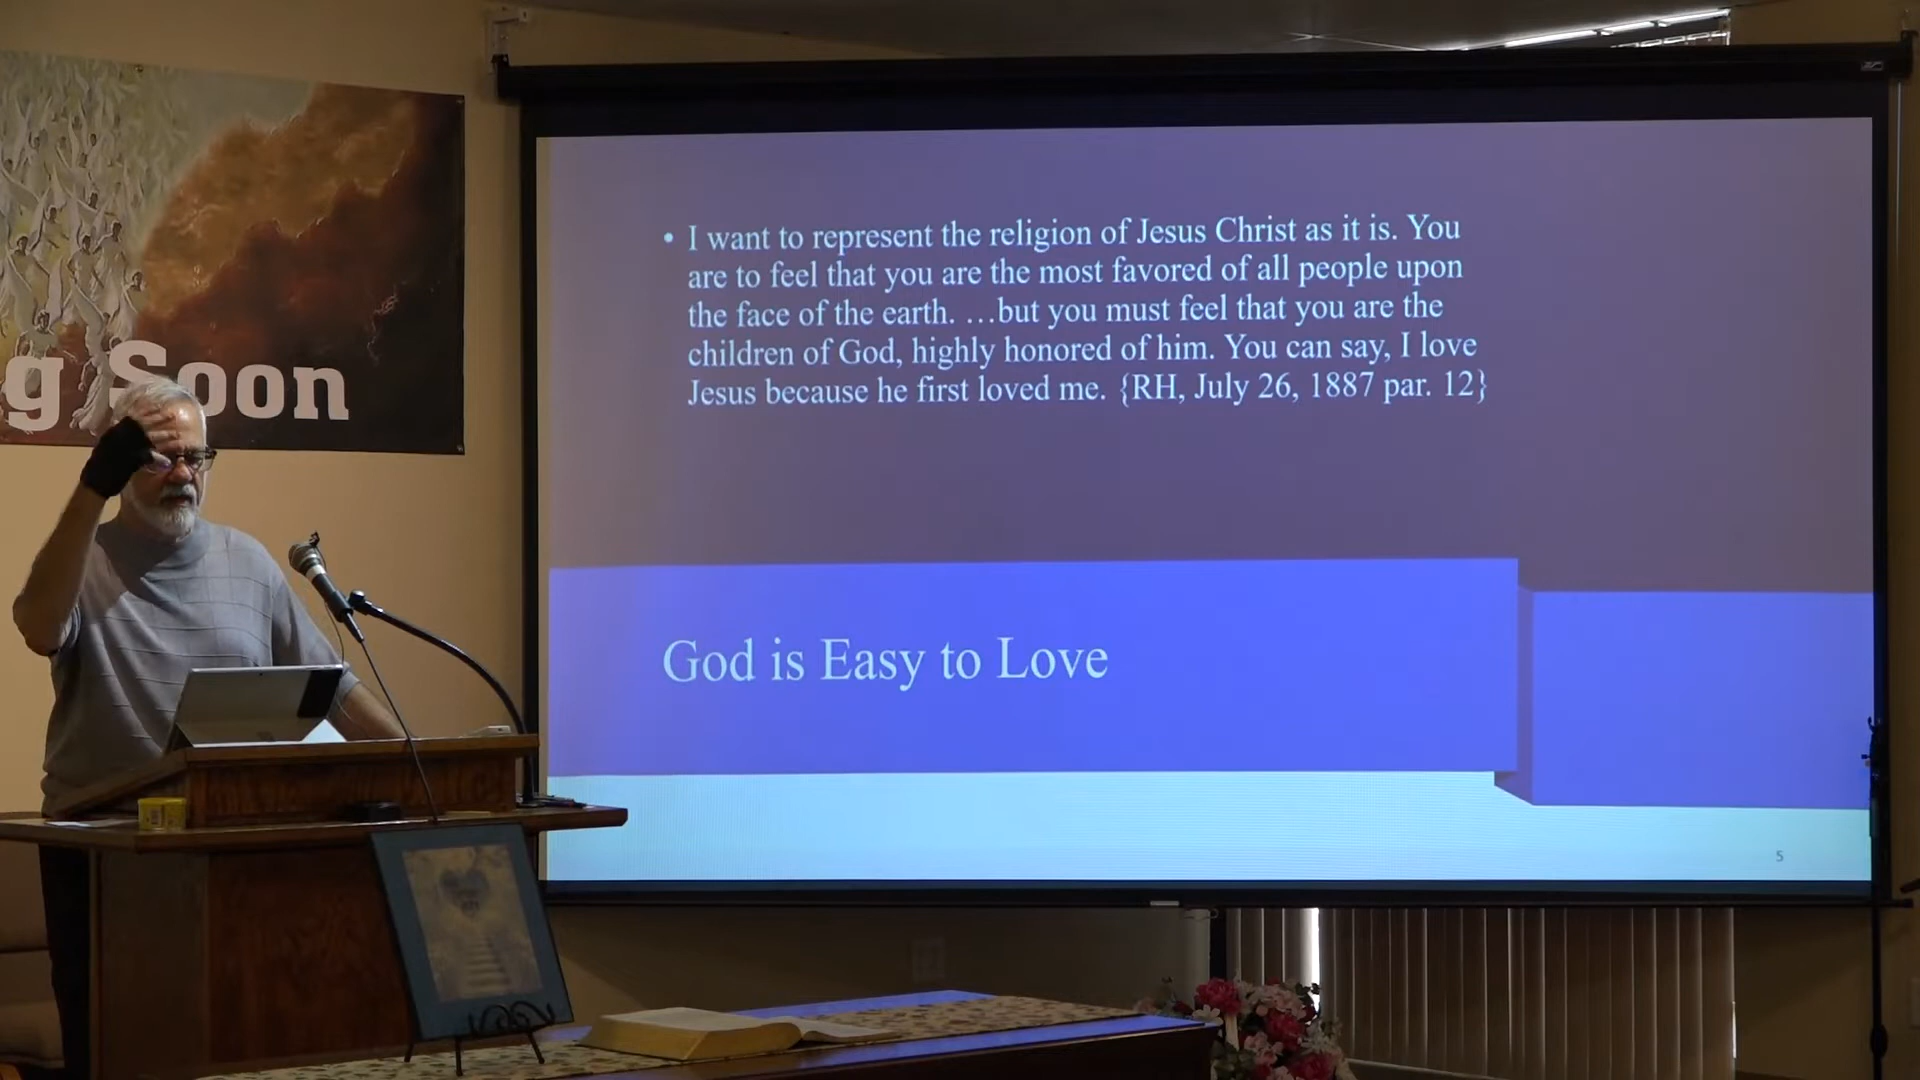 g Soon
• I want to represent the religion of Jesus Christ as it is. You
are to feel that you are the most favored of all people upon
the face of the earth. …but you must feel that you are the
children of God, highly honored of him. You can say, I love
Jesus because he first loved me. {RH, July 26, 1887 par. 12}
God is Easy to Love
5